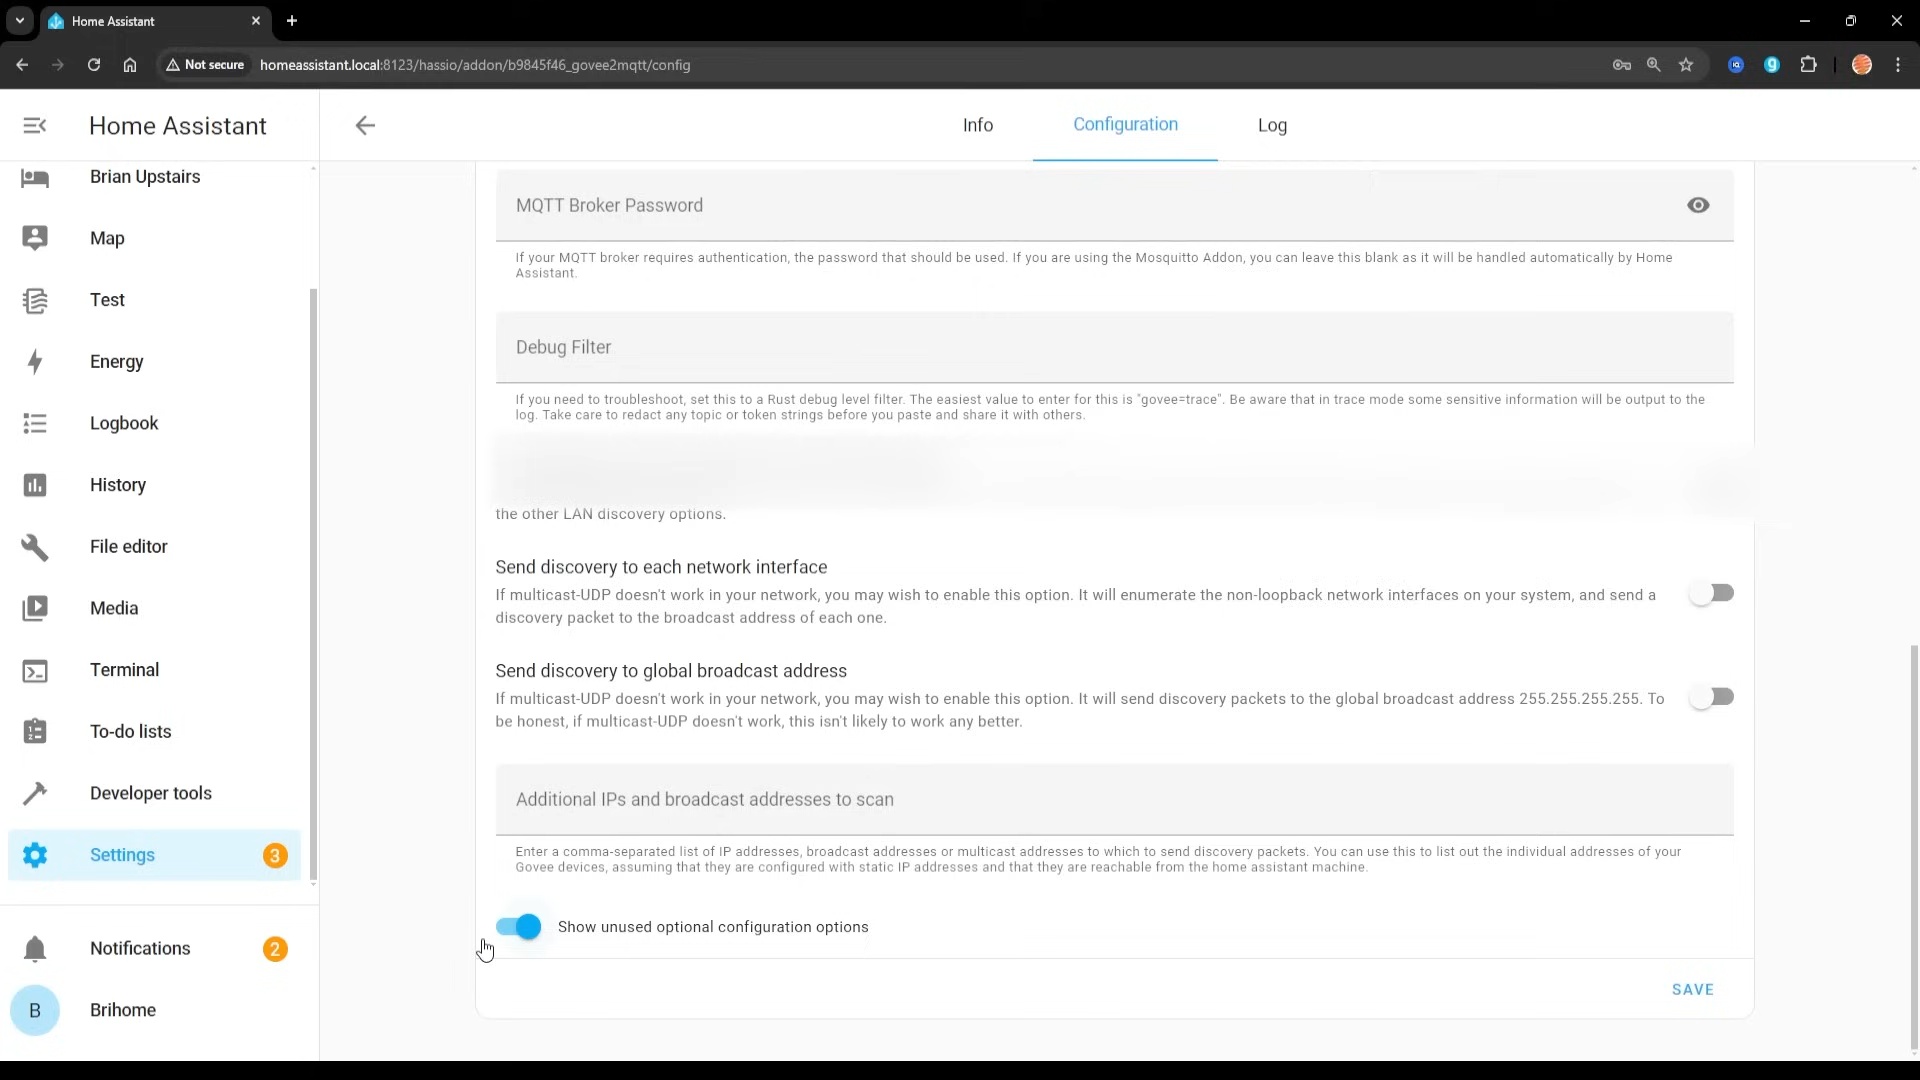 Home Assistant
Not secure homeassistant.local:8123/hassio/addon/b9845f46_govee2mqtt/config
Home Assistant
Info
Configuration
Log
Brian Upstairs
Map
Test
Energy
Logbook
History
File editor
Media
Terminal
To-do lists
Developer tools
Settings 3
Notifications 2
B Brihome
MQTT Broker Password
If your MQTT broker requires authentication, the password that should be used. If you are using the Mosquitto Addon, you can leave this blank as it will be handled automatically by Home
Assistant.
Debug Filter
If you need to troubleshoot, set this to a Rust debug level filter. The easiest value to enter for this is "govee=trace". Be aware that in trace mode some sensitive information will be output to the
log. Take care to redact any topic or token strings before you paste and share it with others.
the other LAN discovery options.
Send discovery to each network interface
If multicast-UDP doesn't work in your network, you may wish to enable this option. It will enumerate the non-loopback network interfaces on your system, and send a
discovery packet to the broadcast address of each one.
Send discovery to global broadcast address
If multicast-UDP doesn't work in your network, you may wish to enable this option. It will send discovery packets to the global broadcast address 255.255.255.255. To
be honest, if multicast-UDP doesn't work, this isn't likely to work any better.
Additional IPs and broadcast addresses to scan
Enter a comma-separated list of IP addresses, broadcast addresses or multicast addresses to which to send discovery packets. You can use this to list out the individual addresses of your
Govee devices, assuming that they are configured with static IP addresses and that they are reachable from the home assistant machine.
Show unused optional configuration options
SAVE